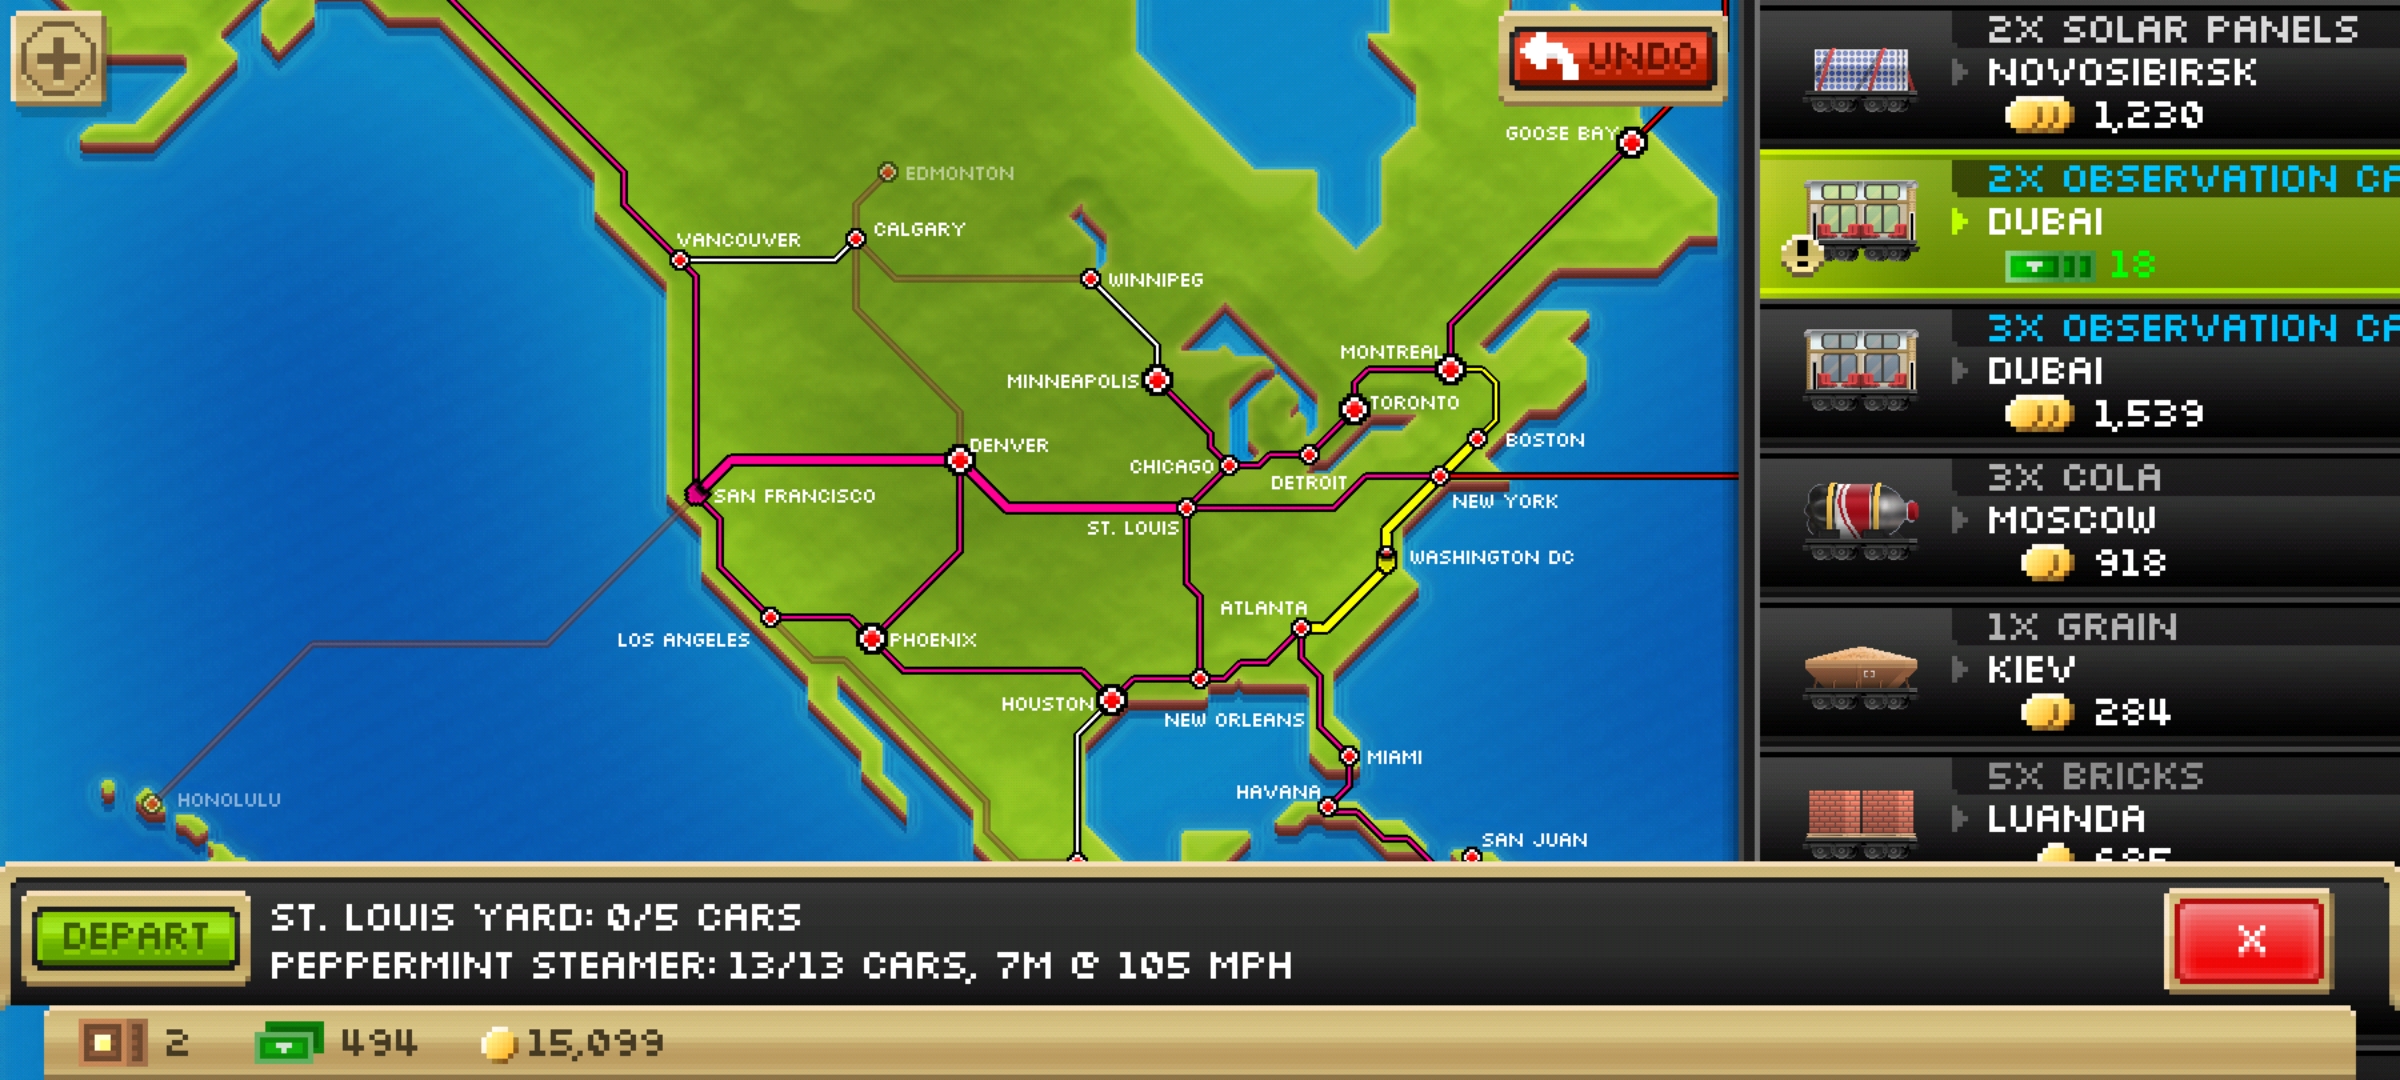 UNDO
GOOSE BAY
EDMONTON
CALGARY
VANCOUVER
WINNIPEG
MONTREAL
MINNEAPOLIS
TORONTO
DENVER
BOSTON
CHICAGO
DETROIT
SAN FRANCISCO
NEW YORK
ST. LOUIS
WASHINGTON DC
ATLANTA
LOS ANGELES
PHOENIX
HOUSTON
NEW ORLEANS
MIAMI
HAVANA
HONOLULU
SAN JUAN
2X SOLAR PANELS
NOVOSIBIRSK
1,230
2X OBSERVATION CA
DUBAI
18
3X OBSERVATION CA
DUBAI
1,539
3X COLA
MOSCOW
918
1X GRAIN
KIEV
284
5X BRICKS
LUANDA
DEPART
ST. LOUIS YARD: 0/5 CARS
PEPPERMINT STEAMER: 13/13 CARS, 7M @ 105 MPH
X
2
494
15,099